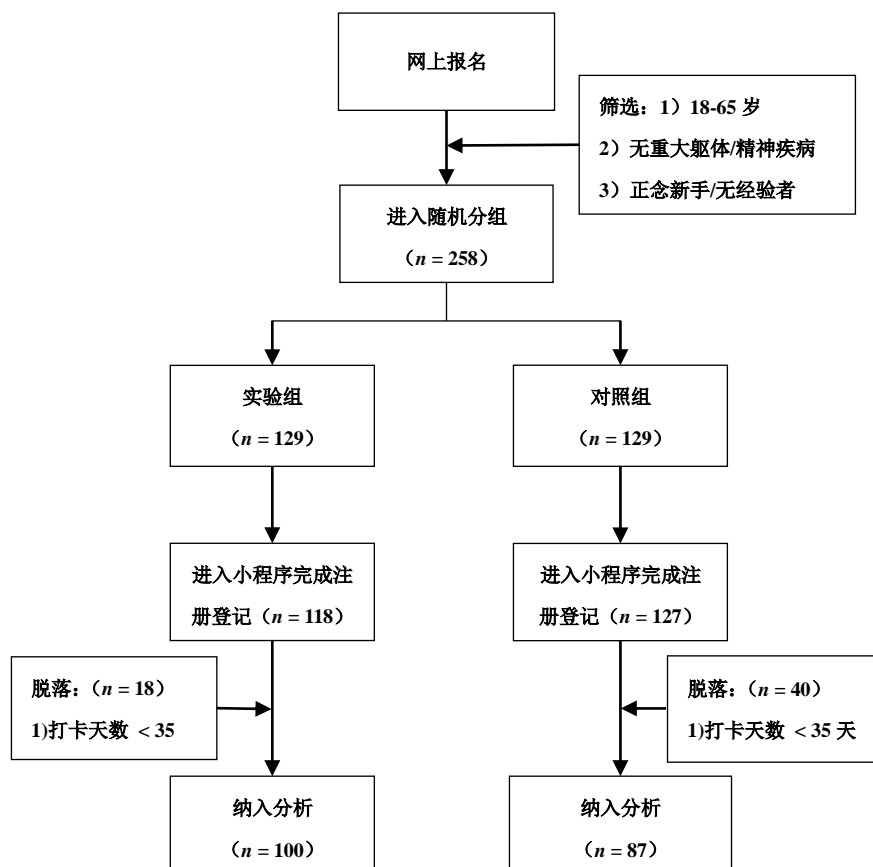 网上报名
筛选：1）18-65 岁
2）无重大躯体/精神疾病
3）正念新手/无经验者
进入随机分组
（n = 258）
实验组
（n = 129）
对照组
（n = 129）
进入小程序完成注
册登记（n = 118）
进入小程序完成注
册登记（n = 127）
脱落：（n = 18）
1)打卡天数 < 35
脱落：（n = 40）
1)打卡天数 < 35 天
纳入分析
（n = 100）
纳入分析
（n = 87）